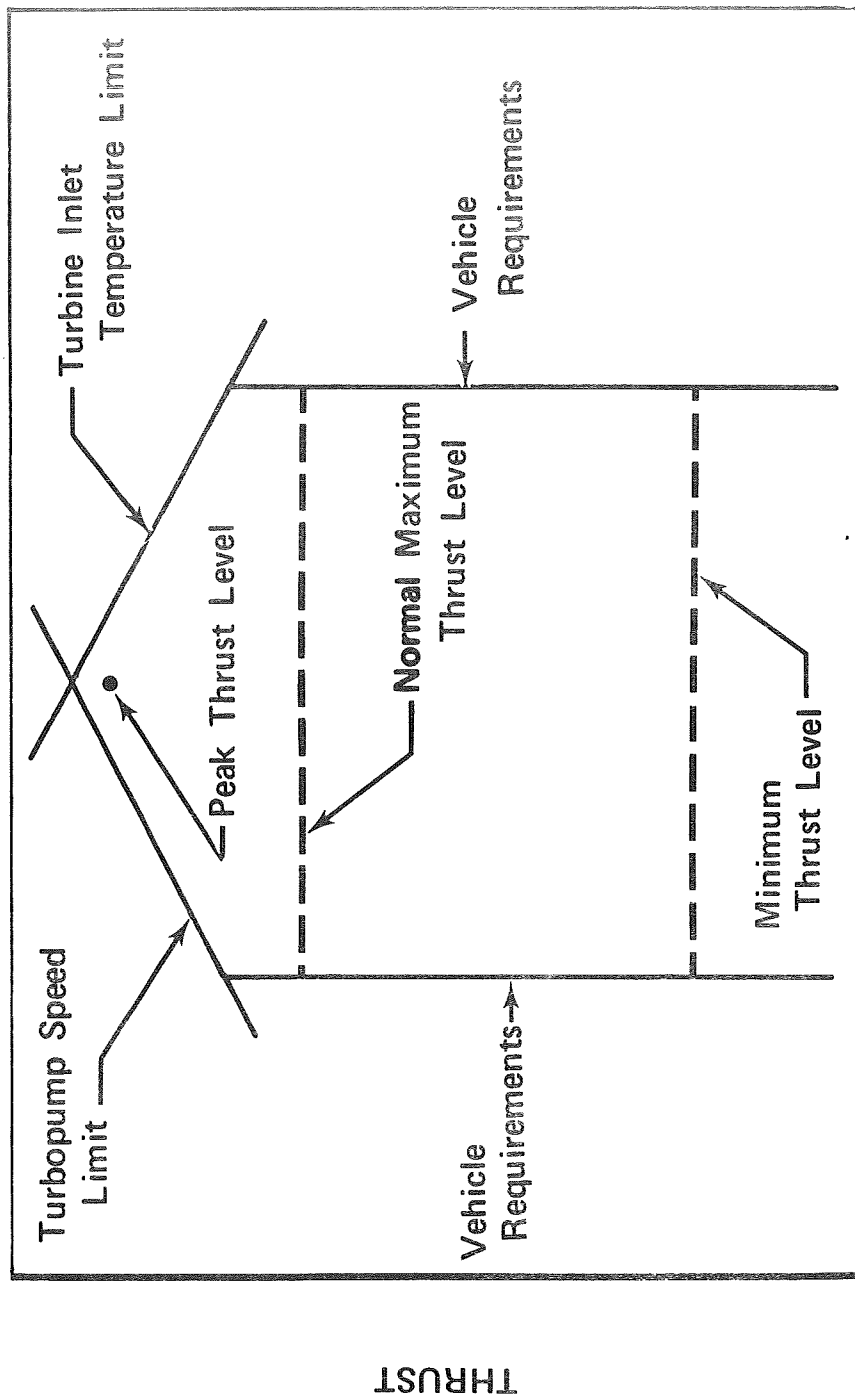 Turbopump Speed
Limit
Turbine Inlet
Temperature Limit
Peak Thrust Level
Normal Maximum
Thrust Level
Vehicle
Requirements
Vehicle
Requirements
Minimum
Thrust Level
THRUST